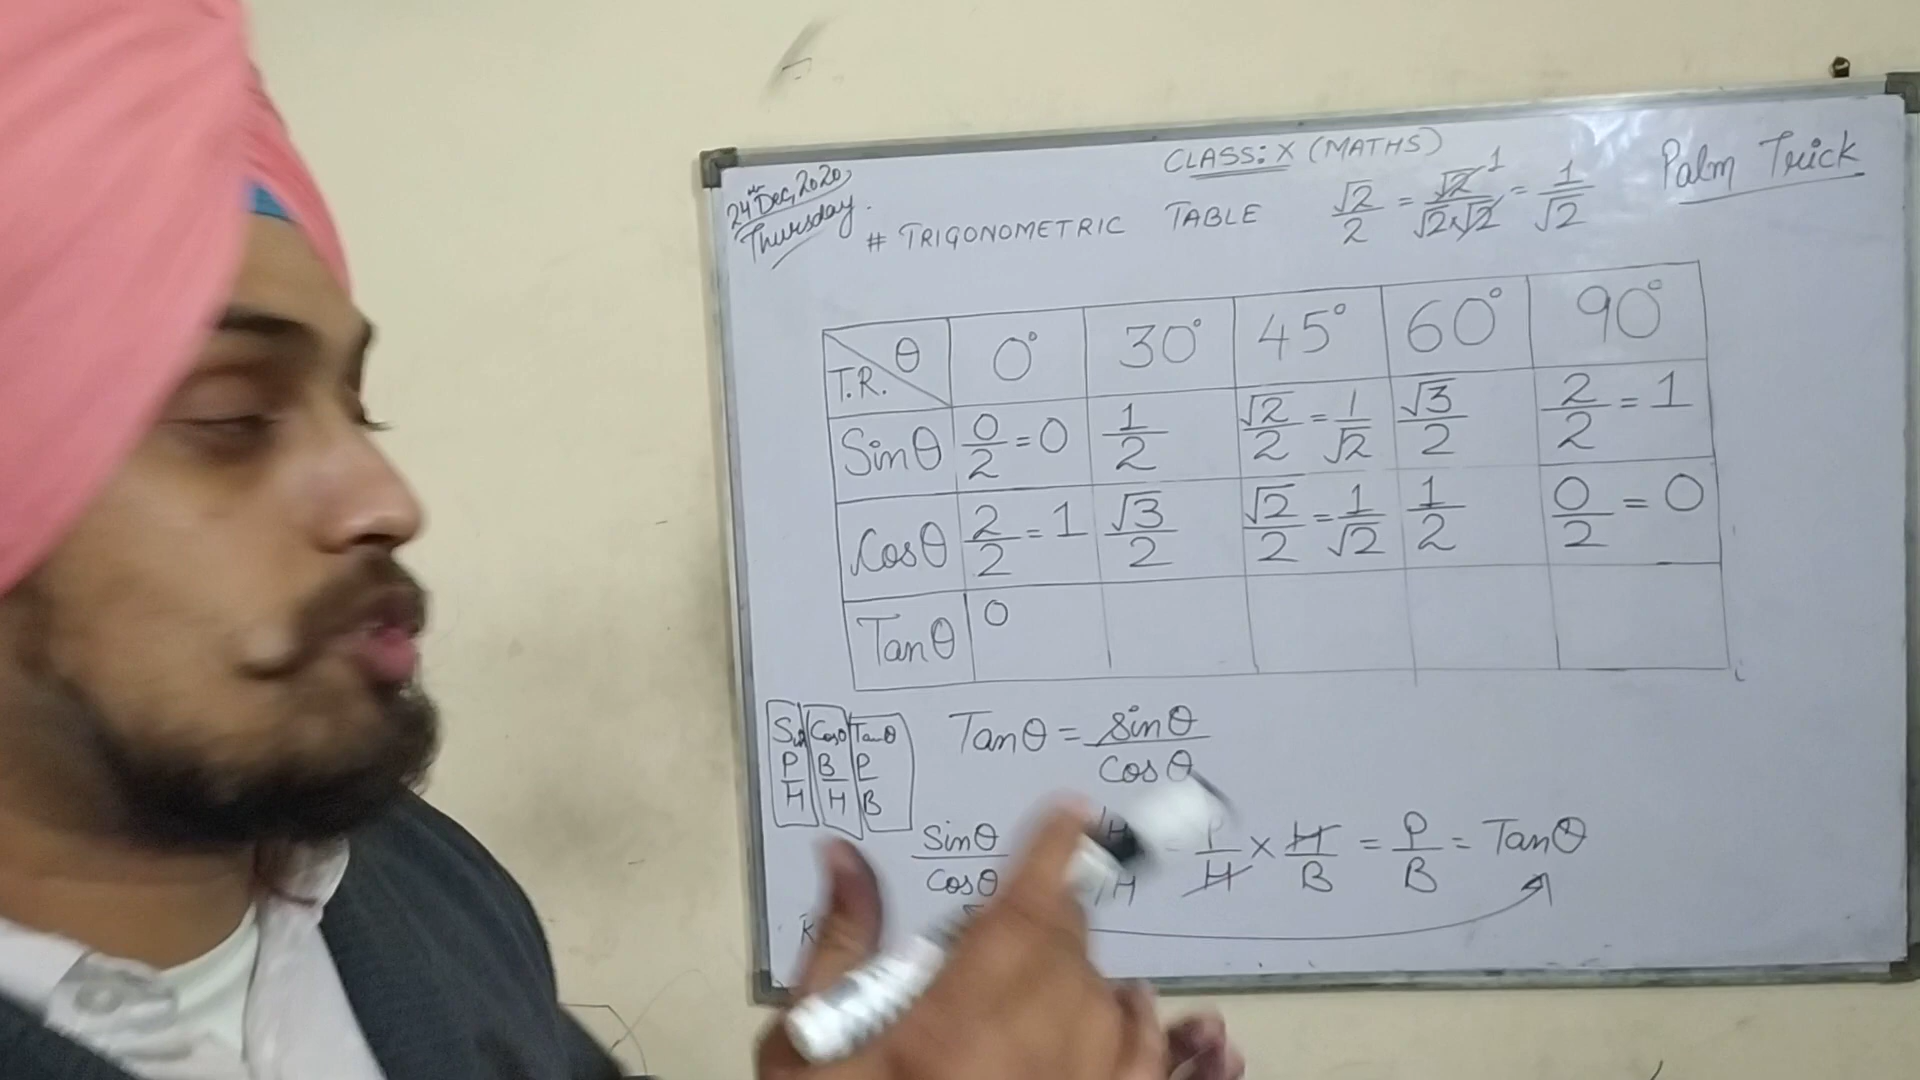 CLASS: X (MATHS)
24th Dec, 2020,
Thursday.
# TRIGONOMETRIC TABLE
√2/2 = √2/(√2×√2) 1 = 1/√2
Palm Trick
T.R. θ 0° 30° 45° 60° 90°
Sinθ 0/2 = 0 1/2 √2/2 = 1/√2 √3/2 2/2 = 1
Cosθ 2/2 = 1 √3/2 √2/2 = 1/√2 1/2 0/2 = 0
Tanθ 0
Cosθ Tanθ
P/H B/H P/B
Tanθ = sinθ/cosθ
sinθ/cosθ P/H × H/B = P/B = Tanθ